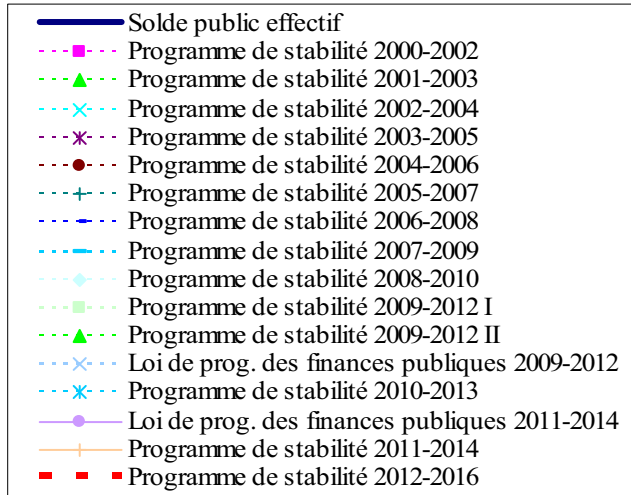 Solde public effectif
Programme de stabilité 2000-2002
Programme de stabilité 2001-2003
Programme de stabilité 2002-2004
Programme de stabilité 2003-2005
Programme de stabilité 2004-2006
Programme de stabilité 2005-2007
Programme de stabilité 2006-2008
Programme de stabilité 2007-2009
Programme de stabilité 2008-2010
Programme de stabilité 2009-2012 I
Programme de stabilité 2009-2012 II
Loi de prog. des finances publiques 2009-2012
Programme de stabilité 2010-2013
Loi de prog. des finances publiques 2011-2014
Programme de stabilité 2011-2014
Programme de stabilité 2012-2016